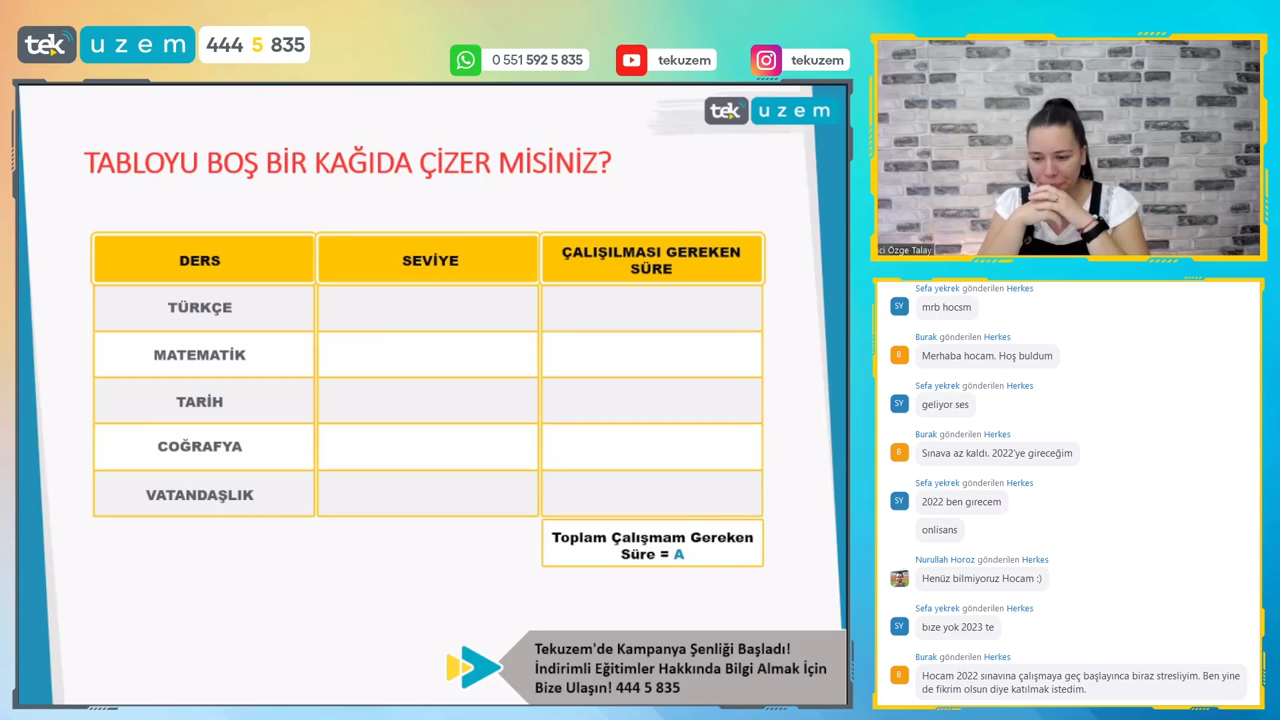 tek uzem 444 5 835
0 551 592 5 835
tekuzem
tekuzem
tek uzem
TABLOYU BOŞ BİR KAĞIDA ÇİZER MİSİNİZ?
DERS SEVİYE ÇALIŞILMASI GEREKEN
SÜRE
TÜRKÇE
MATEMATİK
TARİH
COĞRAFYA
VATANDAŞLIK
Toplam Çalışmam Gereken
Süre = A
Tekuzem'de Kampanya Şenliği Başladı!
İndirimli Eğitimler Hakkında Bilgi Almak İçin
Bize Ulaşın! 444 5 835
ci Özge Talay
Sefa yekrek gönderilen Herkes
SY mrb hocsm
Burak gönderilen Herkes
B Merhaba hocam. Hoş buldum
Sefa yekrek gönderilen Herkes
SY geliyor ses
Burak gönderilen Herkes
B Sınava az kaldı. 2022'ye gireceğim
Sefa yekrek gönderilen Herkes
SY 2022 ben gırecem
onlisans
Nurullah Horoz gönderilen Herkes
Henüz bilmiyoruz Hocam :)
Sefa yekrek gönderilen Herkes
SY bıze yok 2023 te
Burak gönderilen Herkes
B Hocam 2022 sınavına çalışmaya geç başlayınca biraz stresliyim. Ben yine
de fikrim olsun diye katılmak istedim.